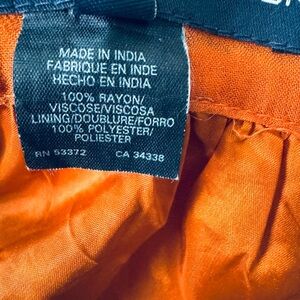 MADE IN INDIA
FABRIQUE EN INDE
HECHO EN INDIA
100% RAYON/
VISCOSE/VISCOSA
LINING/DOUBLURE/FORRO
100% POLYESTER/
POLIESTER
RN 53372 CA 34338